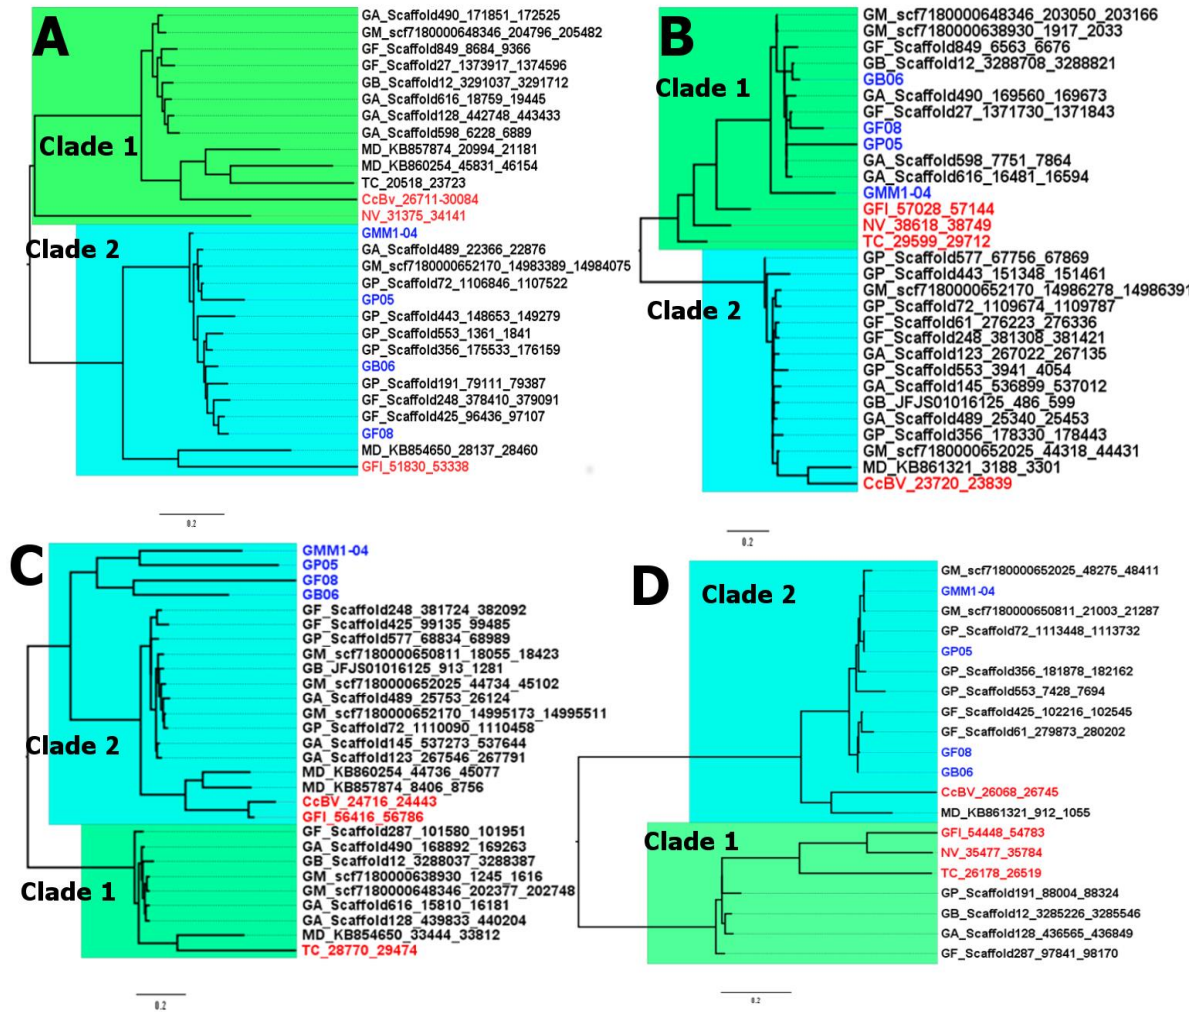 A
GA_Scaffold490_171851_172525
GM_scf7180000648346_204796_205482
GF_Scaffold849_8684_9366
GF_Scaffold27_1373917_1374596
GB_Scaffold12_3291037_3291712
GA_Scaffold616_18759_19445
GA_Scaffold128_442748_443433
GA_Scaffold598_6228_6889
Clade 1
MD_KB857874_20994_21181
MD_KB860254_45831_46154
TC_20518_23723
CcBv_26711-30084
NV_31375_34141
Clade 2
GMM1-04
GA_Scaffold489_22366_22876
GM_scf7180000652170_14983389_14984075
GP_Scaffold72_1106846_1107522
GP05
GP_Scaffold443_148653_149279
GP_Scaffold553_1361_1841
GP_Scaffold356_175533_176159
GB06
GP_Scaffold191_79111_79387
GF_Scaffold248_378410_379091
GF_Scaffold425_96436_97107
GF08
MD_KB854650_28137_28460
GFI_51830_53338
0.2
B
GM_scf7180000648346_203050_203166
GM_scf7180000638930_1917_2033
GF_Scaffold849_6563_6676
GB_Scaffold12_3288708_3288821
Clade 1
GB06
GA_Scaffold490_169560_169673
GF_Scaffold27_1371730_1371843
GF08
GP05
GA_Scaffold598_7751_7864
GA_Scaffold616_16481_16594
GMM1-04
GFI_57028_57144
NV_38618_38749
TC_29599_29712
GP_Scaffold577_67756_67869
GP_Scaffold443_151348_151461
GM_scf7180000652170_14986278_14986391
Clade 2
GP_Scaffold72_1109674_1109787
GF_Scaffold61_276223_276336
GF_Scaffold248_381308_381421
GA_Scaffold123_267022_267135
GP_Scaffold553_3941_4054
GA_Scaffold145_536899_537012
GB_JFJS01016125_486_599
GA_Scaffold489_25340_25453
GP_Scaffold356_178330_178443
GM_scf7180000652025_44318_44431
MD_KB861321_3188_3301
CcBV_23720_23839
0.2
C
GMM1-04
GP05
GF08
GB06
GF_Scaffold248_381724_382092
GF_Scaffold425_99135_99485
GP_Scaffold577_68834_68989
GM_scf7180000650811_18055_18423
GB_JFJS01016125_913_1281
GM_scf7180000652025_44734_45102
GA_Scaffold489_25753_26124
GM_scf7180000652170_14995173_14995511
GP_Scaffold72_1110090_1110458
Clade 2
GA_Scaffold145_537273_537644
GA_Scaffold123_267546_267791
MD_KB860254_44736_45077
MD_KB857874_8406_8756
CcBV_24716_24443
GFI_56416_56786
GF_Scaffold287_101580_101951
GA_Scaffold490_168892_169263
GB_Scaffold12_3288037_3288387
GM_scf7180000638930_1245_1616
Clade 1
GM_scf7180000648346_202377_202748
GA_Scaffold616_15810_16181
GA_Scaffold128_439833_440204
MD_KB854650_33444_33812
TC_28770_29474
0.2
D
Clade 2
GM_scf7180000652025_48275_48411
GMM1-04
GM_scf7180000650811_21003_21287
GP_Scaffold72_1113448_1113732
GP05
GP_Scaffold356_181878_182162
GP_Scaffold553_7428_7694
GF_Scaffold425_102216_102545
GF_Scaffold61_279873_280202
GF08
GB06
CcBV_26068_26745
MD_KB861321_912_1055
Clade 1
GFI_54448_54783
NV_35477_35784
TC_26178_26519
GP_Scaffold191_88004_88324
GB_Scaffold12_3285226_3285546
GA_Scaffold128_436565_436849
GF_Scaffold287_97841_98170
0.2